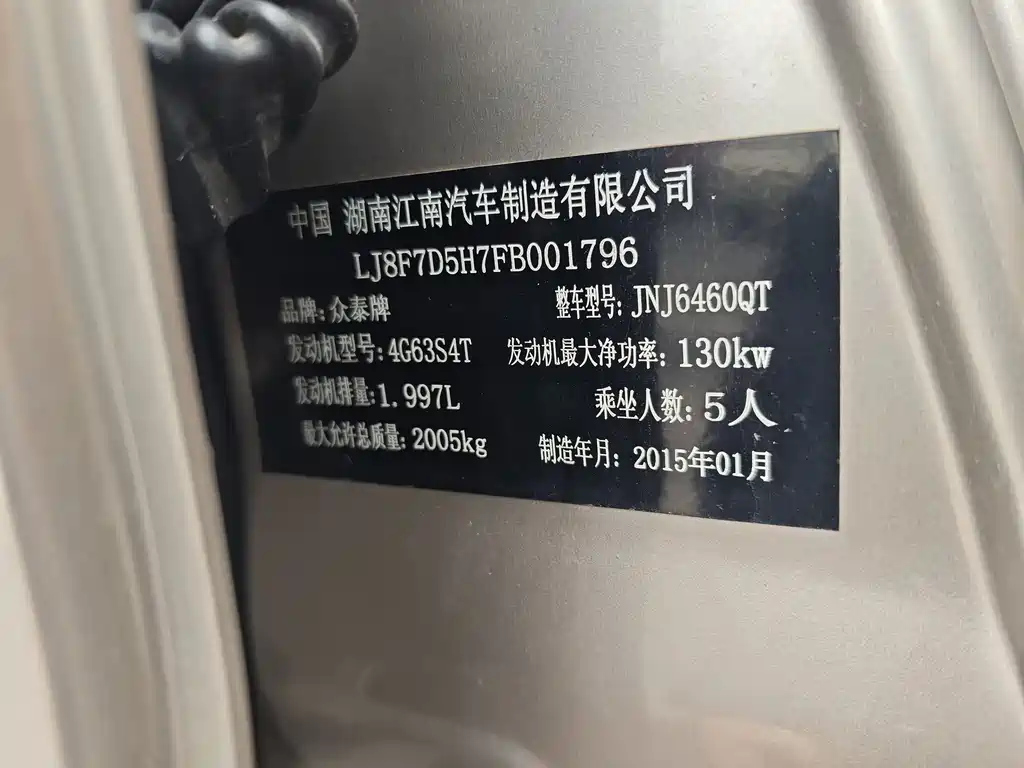 中国 湖南江南汽车制造有限公司
LJ8F7D5H7FB001796
品牌: 众泰牌 整车型号: JNJ6460QT
发动机型号: 4G63S4T 发动机最大净功率: 130kw
发动机排量: 1.997L 乘坐人数: 5人
最大允许总质量: 2005kg 制造年月: 2015年01月